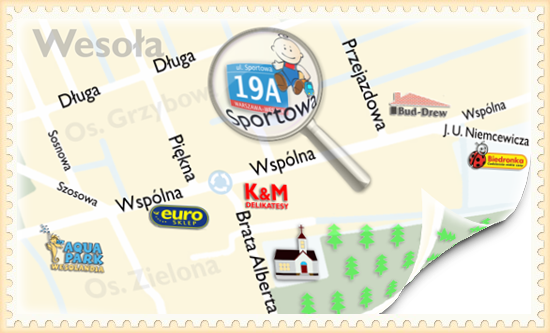 Wesoła
Długa
Długa
Os. Grzybowa
ul. Sportowa
19A
WARSZAWA
Sportowa
Przejazdowa
Bud-Drew
Wspólna
J. U. Niemcewicza
Biedronka
Sosnowa
Szosowa
Piękna
Wspólna
Wspólna
euro
SKLEP
K&M
DELIKATESY
Brata Alberta
AQUA
PARK
WESOLANDIA
Os. Zielona